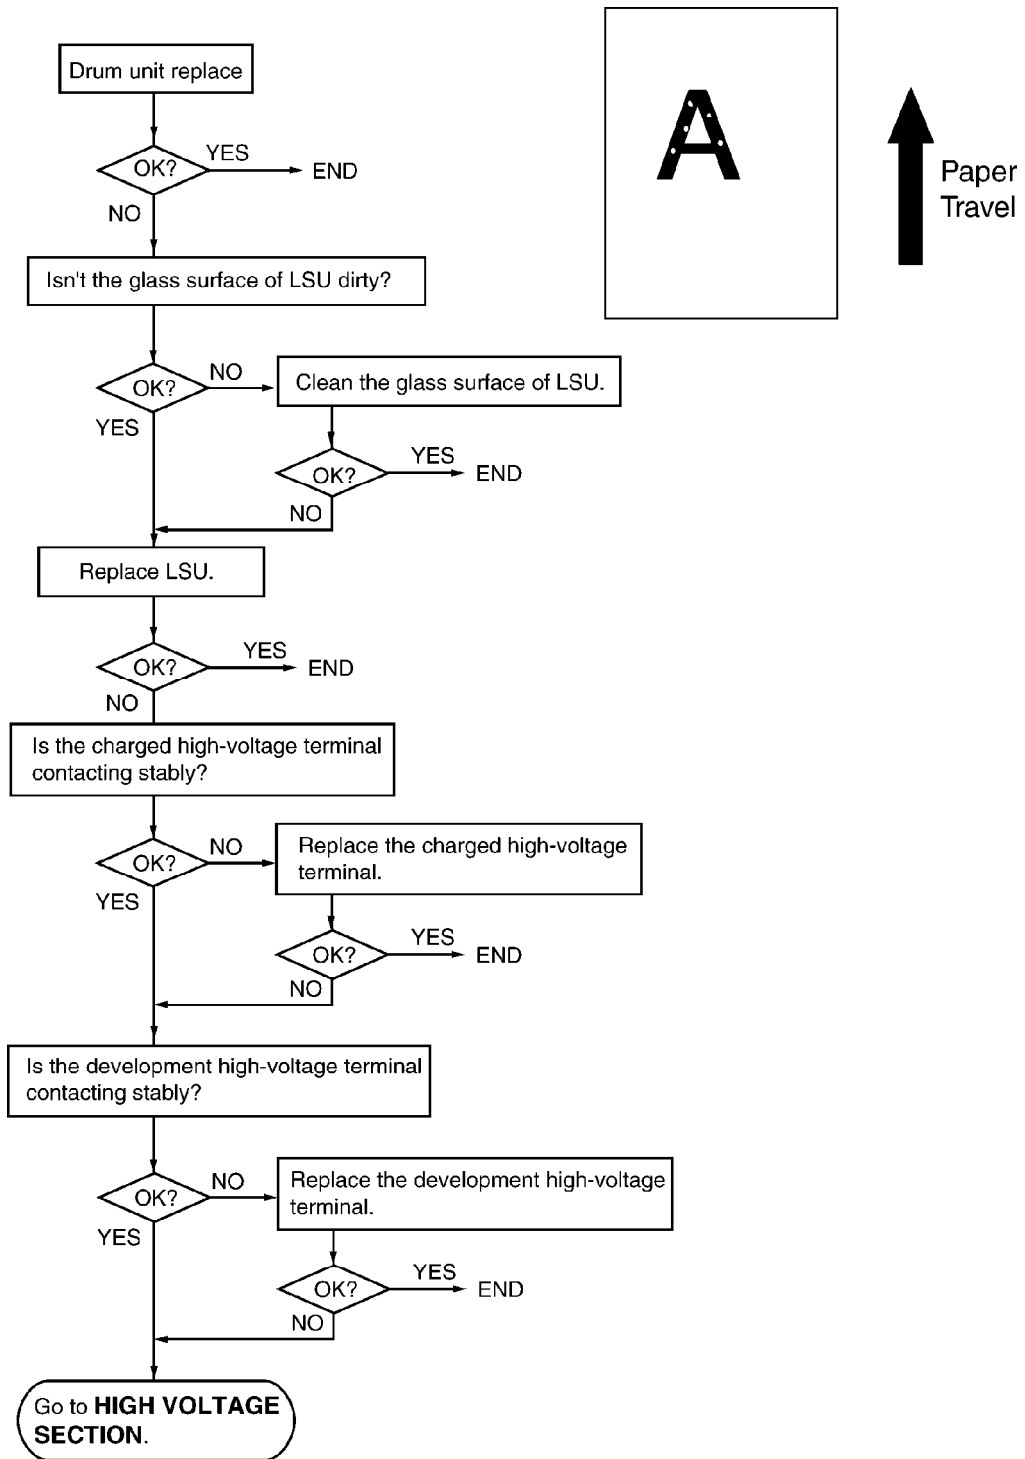 Drum unit replace
OK?
YES
END
NO
Isn't the glass surface of LSU dirty?
OK?
NO
Clean the glass surface of LSU.
YES
OK?
YES
END
NO
Replace LSU.
OK?
YES
END
NO
Is the charged high-voltage terminal
contacting stably?
OK?
NO
Replace the charged high-voltage
terminal.
YES
OK?
YES
END
NO
Is the development high-voltage terminal
contacting stably?
OK?
NO
Replace the development high-voltage
terminal.
YES
OK?
YES
END
NO
Go to HIGH VOLTAGE
SECTION.
A
Paper
Travel